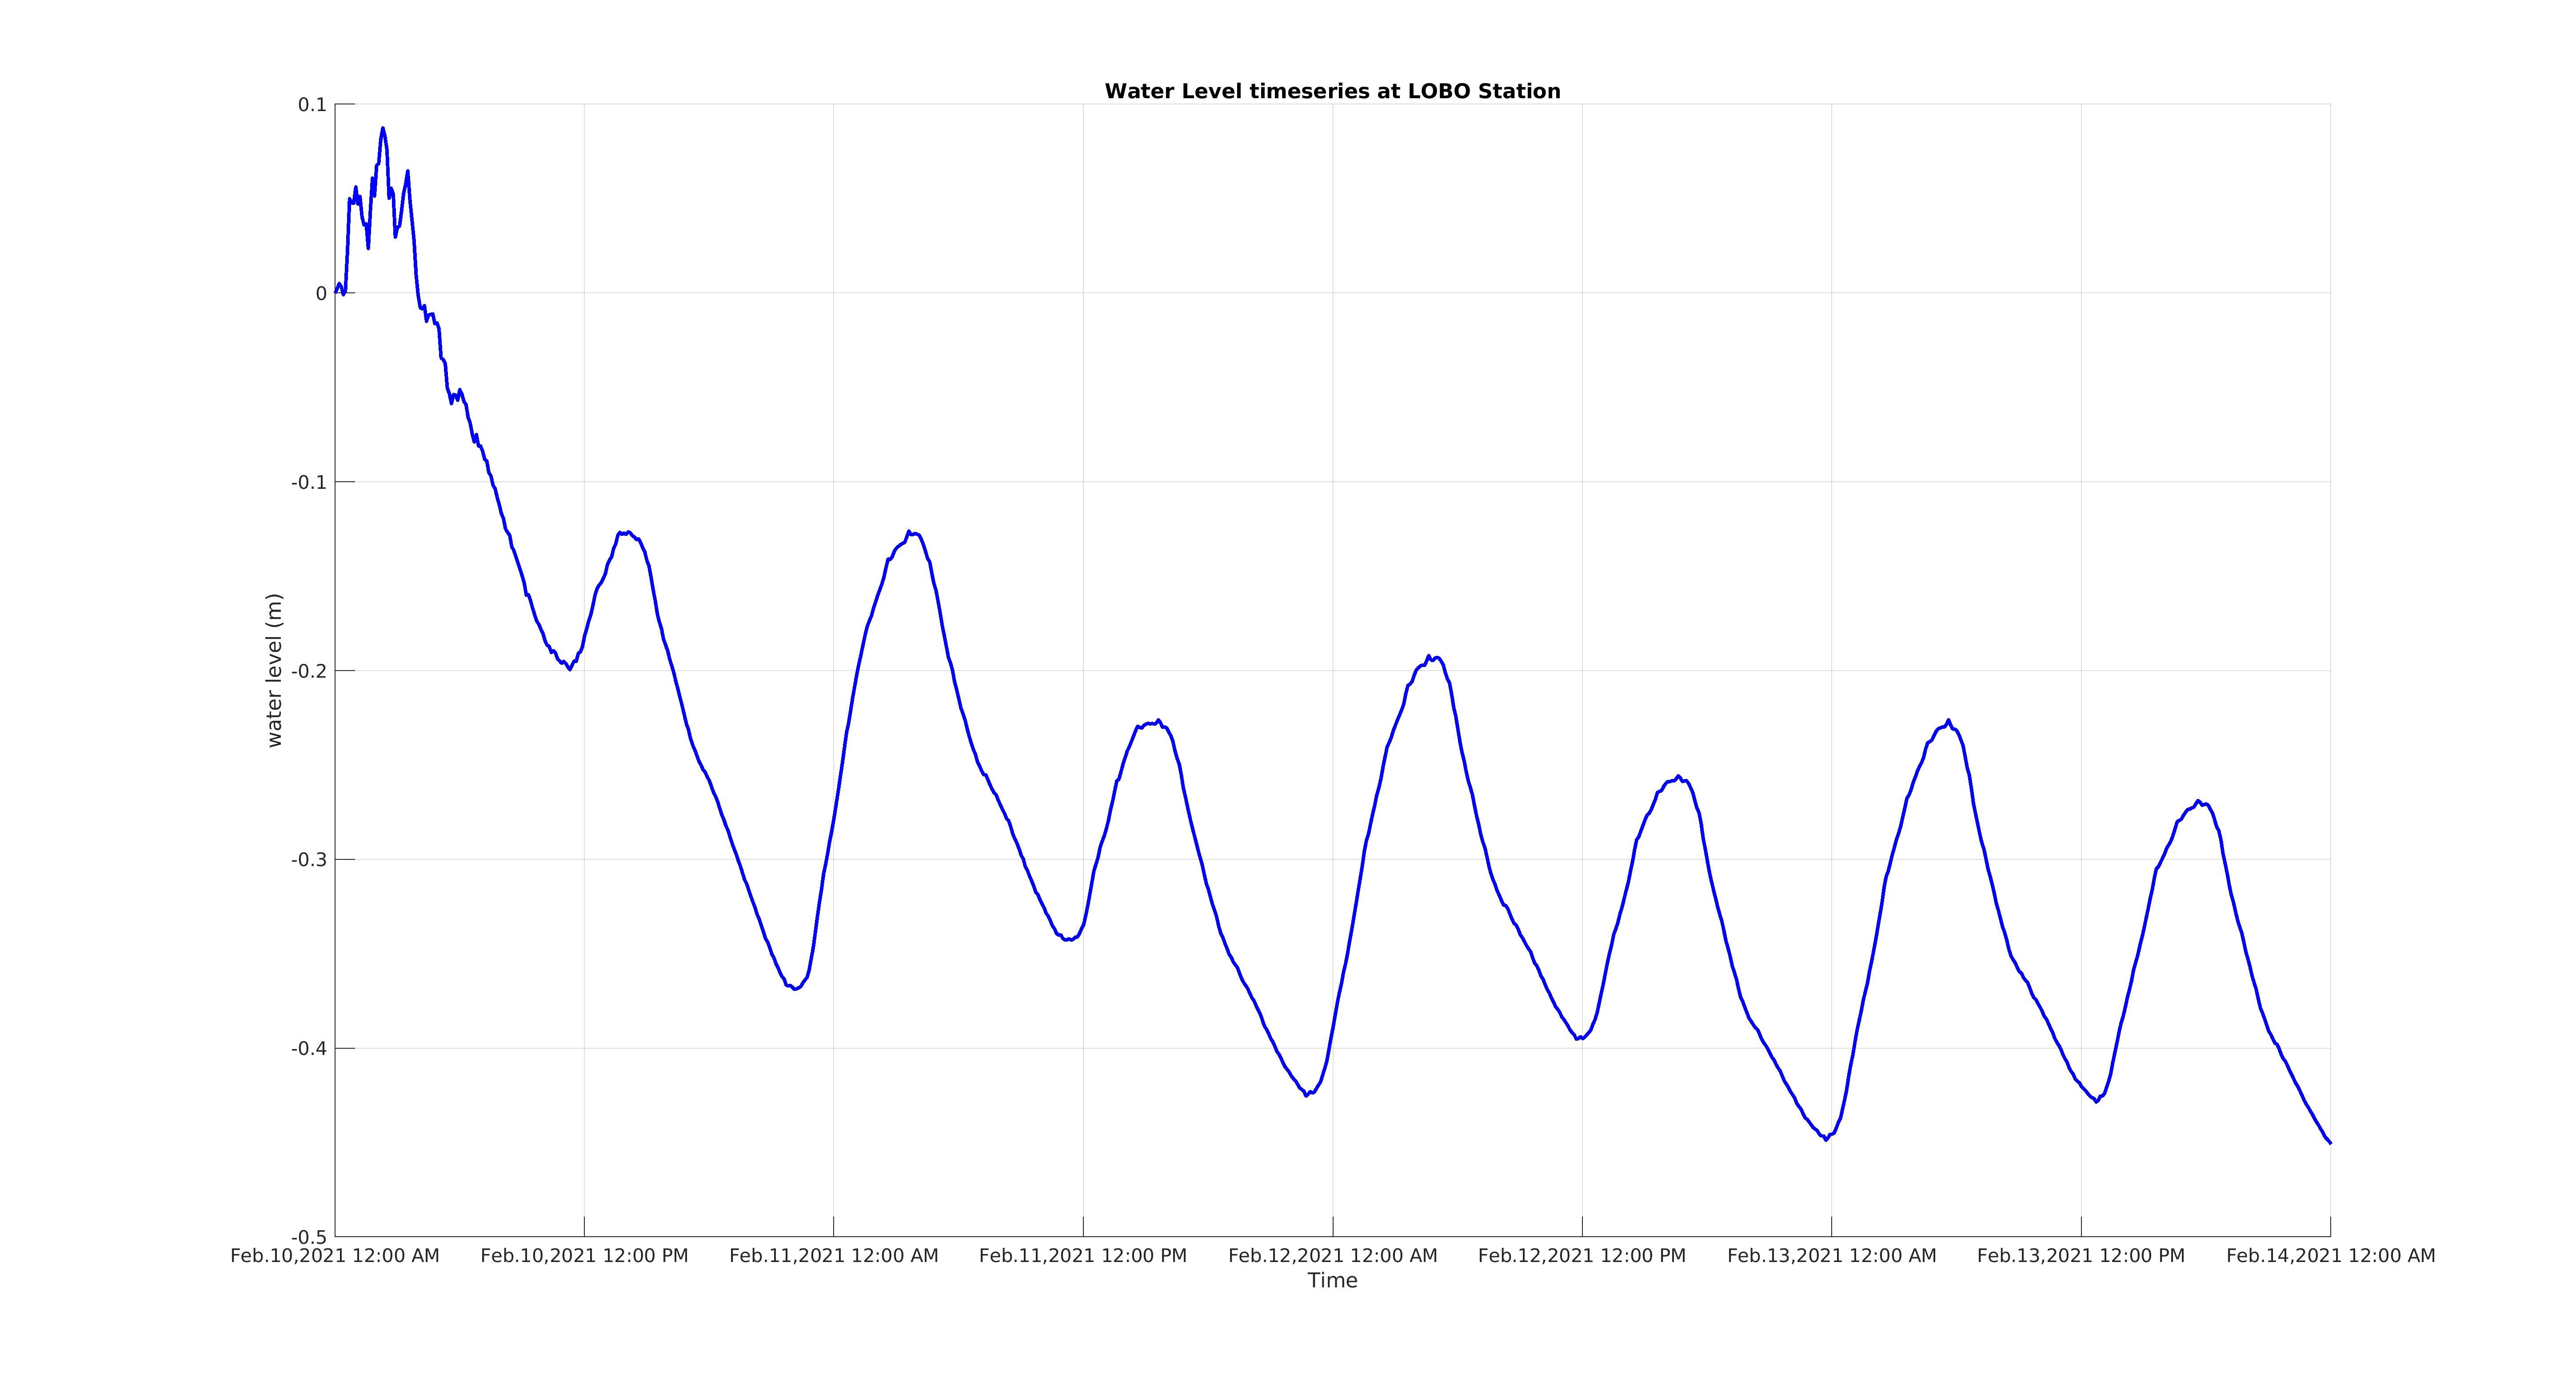 Water Level timeseries at LOBO Station
0.1
0
-0.1
-0.2
-0.3
-0.4
-0.5
water level (m)
Feb.10,2021 12:00 AM Feb.10,2021 12:00 PM Feb.11,2021 12:00 AM Feb.11,2021 12:00 PM Feb.12,2021 12:00 AM Feb.12,2021 12:00 PM Feb.13,2021 12:00 AM Feb.13,2021 12:00 PM Feb.14,2021 12:00 AM
Time